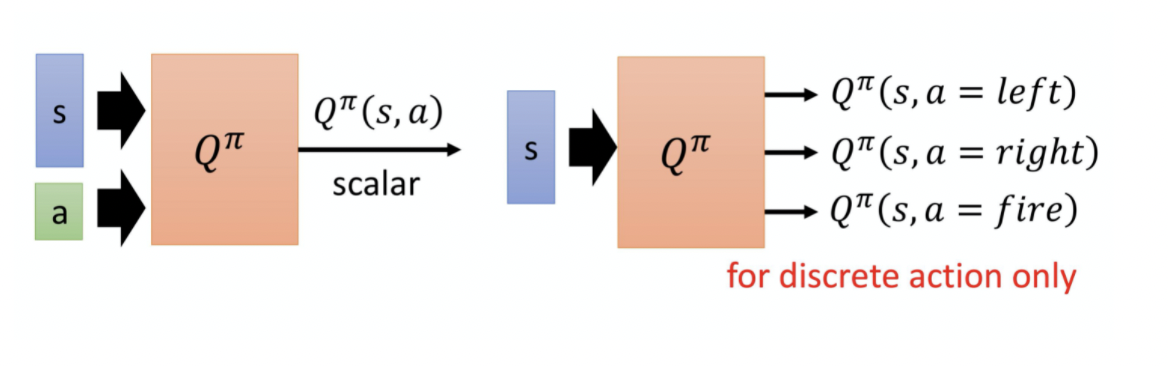 s
a
Q^π
Q^π(s, a)
scalar
s
Q^π
Q^π(s, a = left)
Q^π(s, a = right)
Q^π(s, a = fire)
for discrete action only